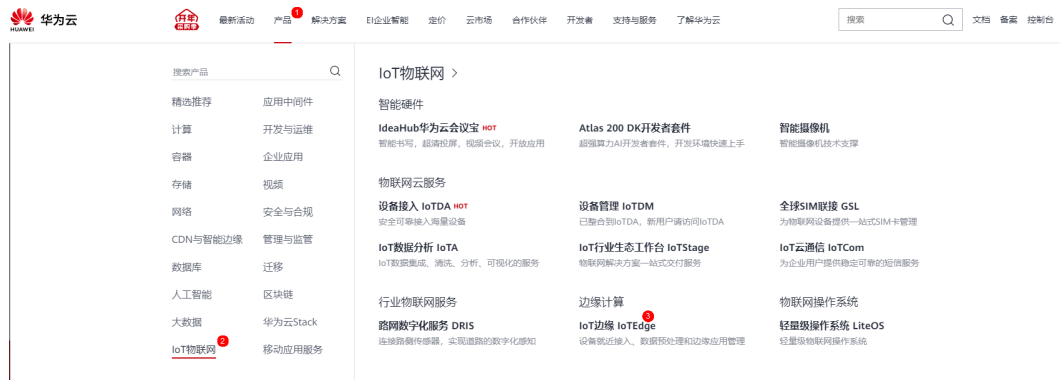 HUAWEI 华为云 开年采购季 最新活动 产品 1 解决方案 EI企业智能 定价 云市场 合作伙伴 开发者 支持与服务 了解华为云 搜索 文档 备案 控制台
搜索产品
精选推荐 应用中间件
计算 开发与运维
容器 企业应用
存储 视频
网络 安全与合规
CDN与智能边缘 管理与监管
数据库 迁移
人工智能 区块链
大数据 华为云Stack
IoT物联网 2 移动应用服务
IoT物联网 >
智能硬件
IdeaHub华为云会议宝 HOT Atlas 200 DK开发者套件 智能摄像机
智能书写，超清投屏，视频会议，开放应用 超强算力AI开发者套件，开发环境快速上手 智能摄像机技术支撑
物联网云服务
设备接入 IoTDA HOT 设备管理 IoTDM 全球SIM联接 GSL
安全可靠接入海量设备 已整合到IoTDA，新用户请访问IoTDA 为物联网设备提供一站式SIM卡管理
IoT数据分析 IoTA IoT行业生态工作台 IoTStage IoT云通信 IoTCom
IoT数据集成、清洗、分析、可视化的服务 物联网解决方案一站式交付服务 为企业用户提供稳定可靠的短信服务
行业物联网服务 边缘计算 物联网操作系统
路网数字化服务 DRIS IoT边缘 IoTEdge 3 轻量级操作系统 LiteOS
连接路侧传感器，实现道路的数字化感知 设备就近接入、数据预处理和边缘应用管理 轻量级物联网操作系统